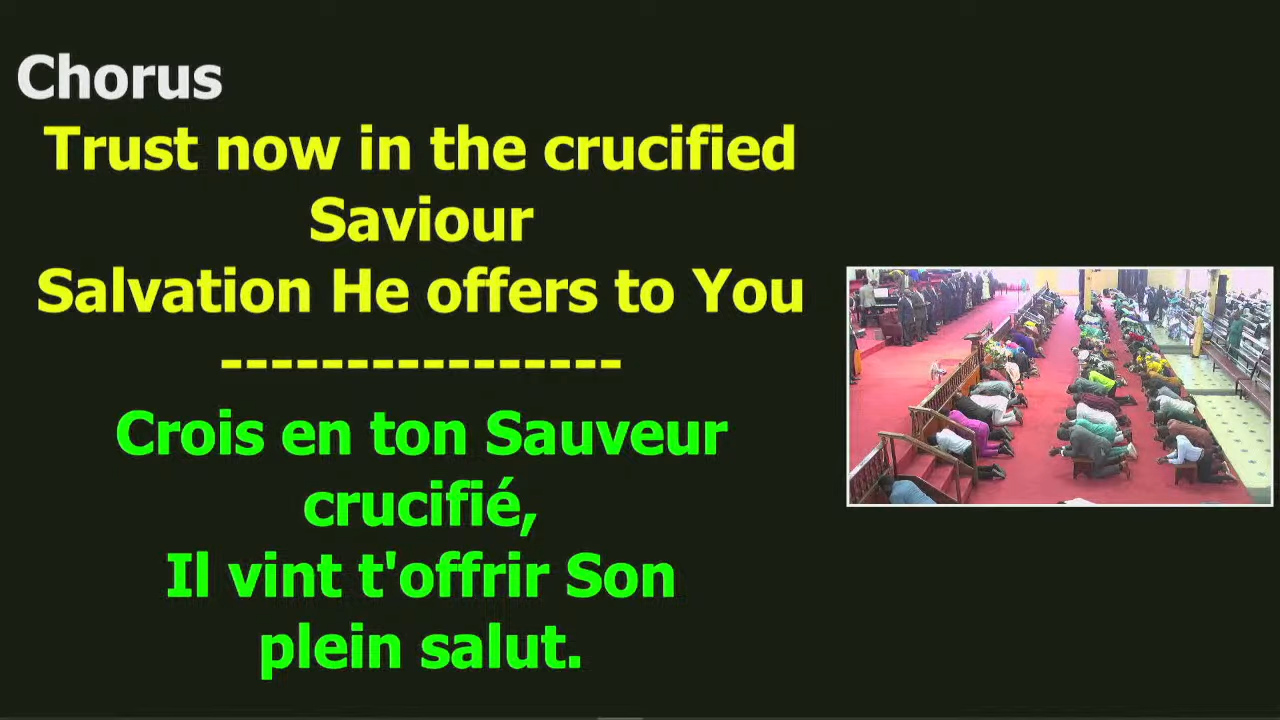 Chorus
Trust now in the crucified
Saviour
Salvation He offers to You
----------------
Crois en ton Sauveur
crucifié,
Il vint t'offrir Son
plein salut.